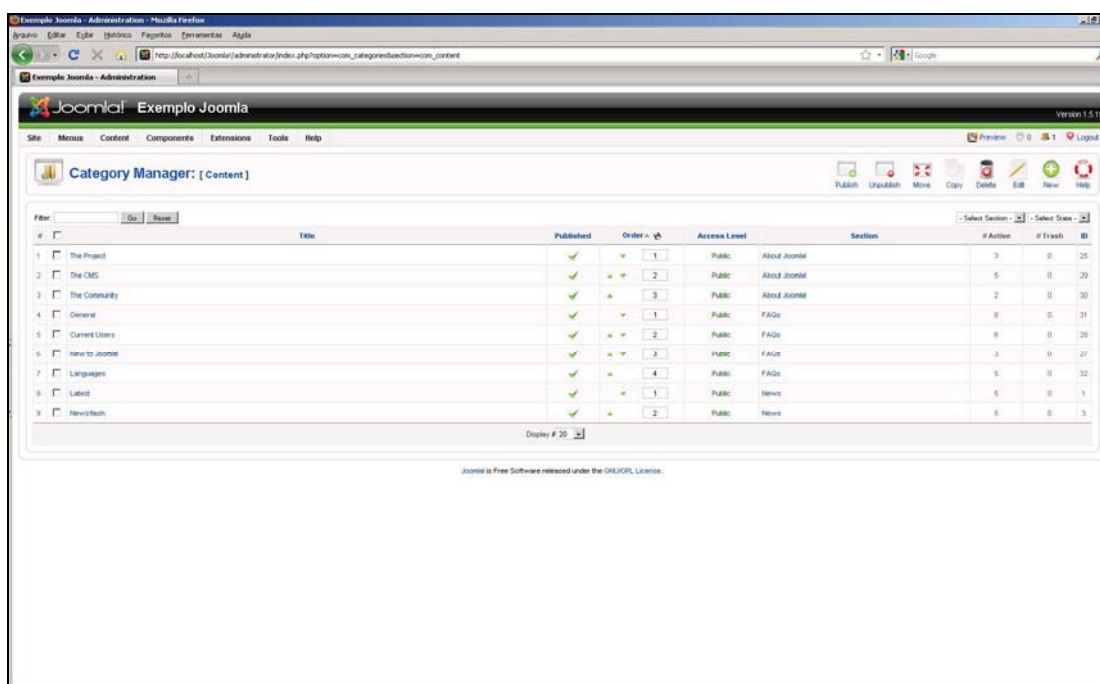 Exemplo Joomla - Administration - Mozilla Firefox
Arquivo Editar Exibir Histórico Favoritos Ferramentas Ajuda
http://localhost/Joomla!/administrator/index.php?option=com_categories&section=com_content
Google
Exemplo Joomla - Administration
Joomla! Exemplo Joomla
Version 1.5.1
Site Menus Content Components Extensions Tools Help
Preview 0 1 Logout
Category Manager: [ Content ]
Publish Unpublish Move Copy Delete Edit New Help
Filter: Go Reset
- Select Section - - Select State -
# Title Published Order Access Level Section # Active # Trash ID
1 The Project 1 Public About Joomla! 3 0 25
2 The CMS 2 Public About Joomla! 5 0 29
3 The Community 3 Public About Joomla! 2 0 30
4 General 1 Public FAQs 8 0 31
5 Current Users 2 Public FAQs 0 28
6 New to Joomla! 3 Public FAQs 3 0 27
7 Languages 4 Public FAQs 5 0 32
8 Latest 1 Public News 5 0 1
9 Newsflash 2 Public News 5 0 3
Display # 20
Joomla! is Free Software released under the GNU/GPL License.